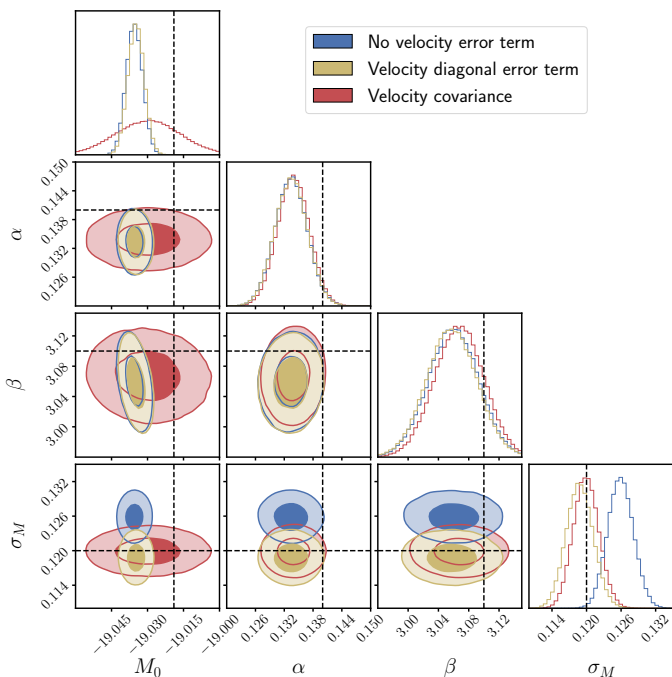 No velocity error term
Velocity diagonal error term
Velocity covariance
0.150
0.144
0.138
0.132
0.126
α
3.12
3.08
3.04
3.00
β
0.132
0.126
0.120
0.114
σ_M
−19.045 −19.030 −19.015 −19.000
0.126 0.132 0.138 0.144 0.150
3.00 3.04 3.08 3.12
0.114 0.120 0.126 0.132
M_0 α β σ_M